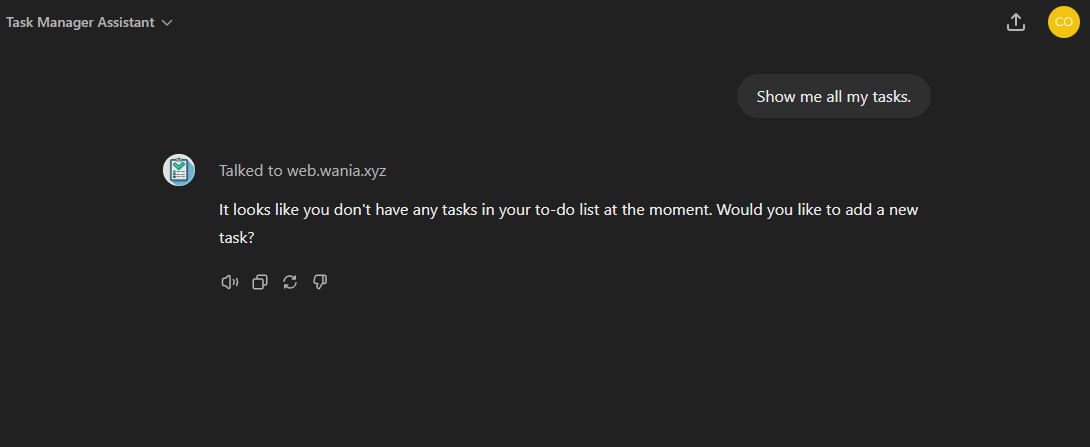 Task Manager Assistant
CO
Show me all my tasks.
Talked to web.wania.xyz
It looks like you don't have any tasks in your to-do list at the moment. Would you like to add a new
task?